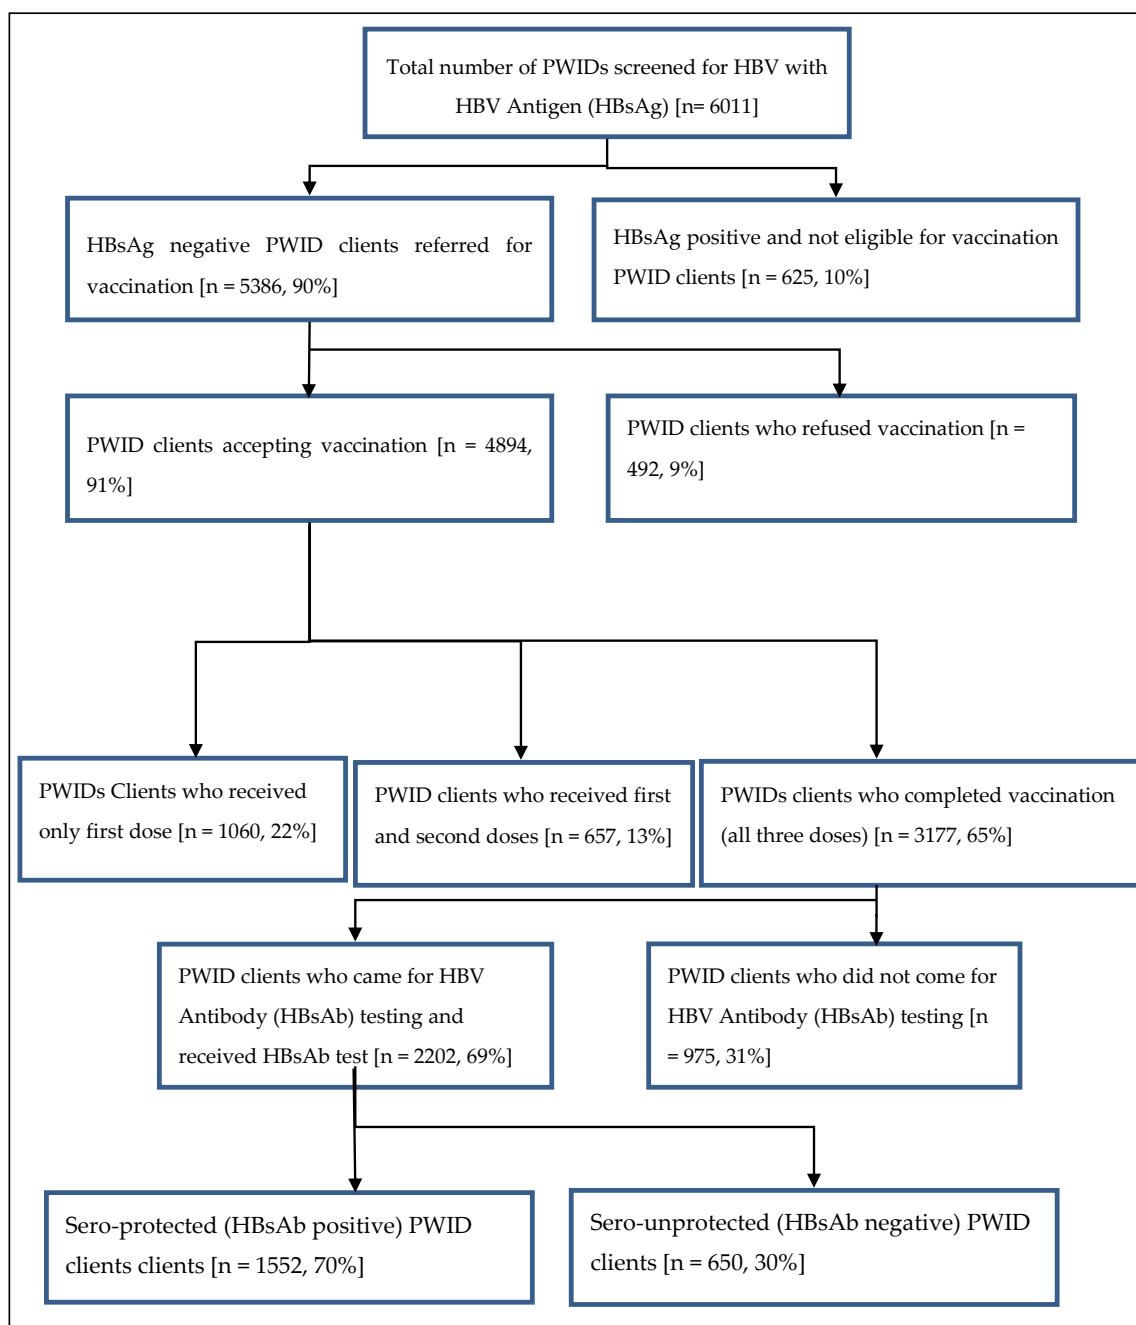 Total number of PWIDs screened for HBV with
HBV Antigen (HBsAg) [n= 6011]
HBsAg negative PWID clients referred for
vaccination [n = 5386, 90%]
HBsAg positive and not eligible for vaccination
PWID clients [n = 625, 10%]
PWID clients accepting vaccination [n = 4894,
91%]
PWID clients who refused vaccination [n =
492, 9%]
PWIDs Clients who received
only first dose [n = 1060, 22%]
PWID clients who received first
and second doses [n = 657, 13%]
PWIDs clients who completed vaccination
(all three doses) [n = 3177, 65%]
PWID clients who came for HBV
Antibody (HBsAb) testing and
received HBsAb test [n = 2202, 69%]
PWID clients who did not come for
HBV Antibody (HBsAb) testing [n
= 975, 31%]
Sero-protected (HBsAb positive) PWID
clients clients [n = 1552, 70%]
Sero-unprotected (HBsAb negative) PWID
clients [n = 650, 30%]